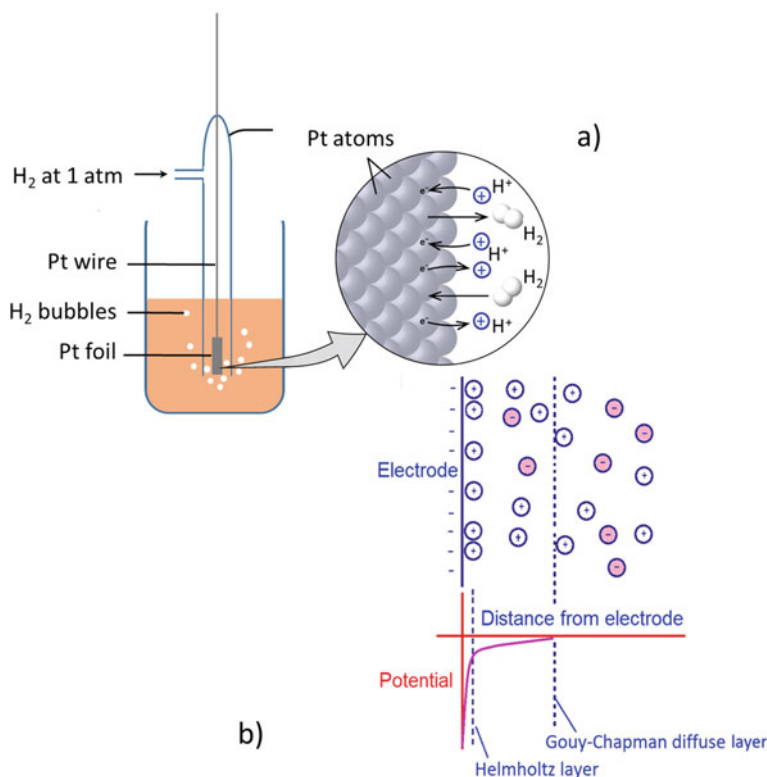 a)
Pt atoms
H₂ at 1 atm
e⁻
H⁺
H₂
e⁻
H⁺
Pt wire
e⁻
H₂
H₂ bubbles
e⁻
H⁺
Pt foil
Electrode
Distance from electrode
Potential
Gouy-Chapman diffuse layer
b)
Helmholtz layer